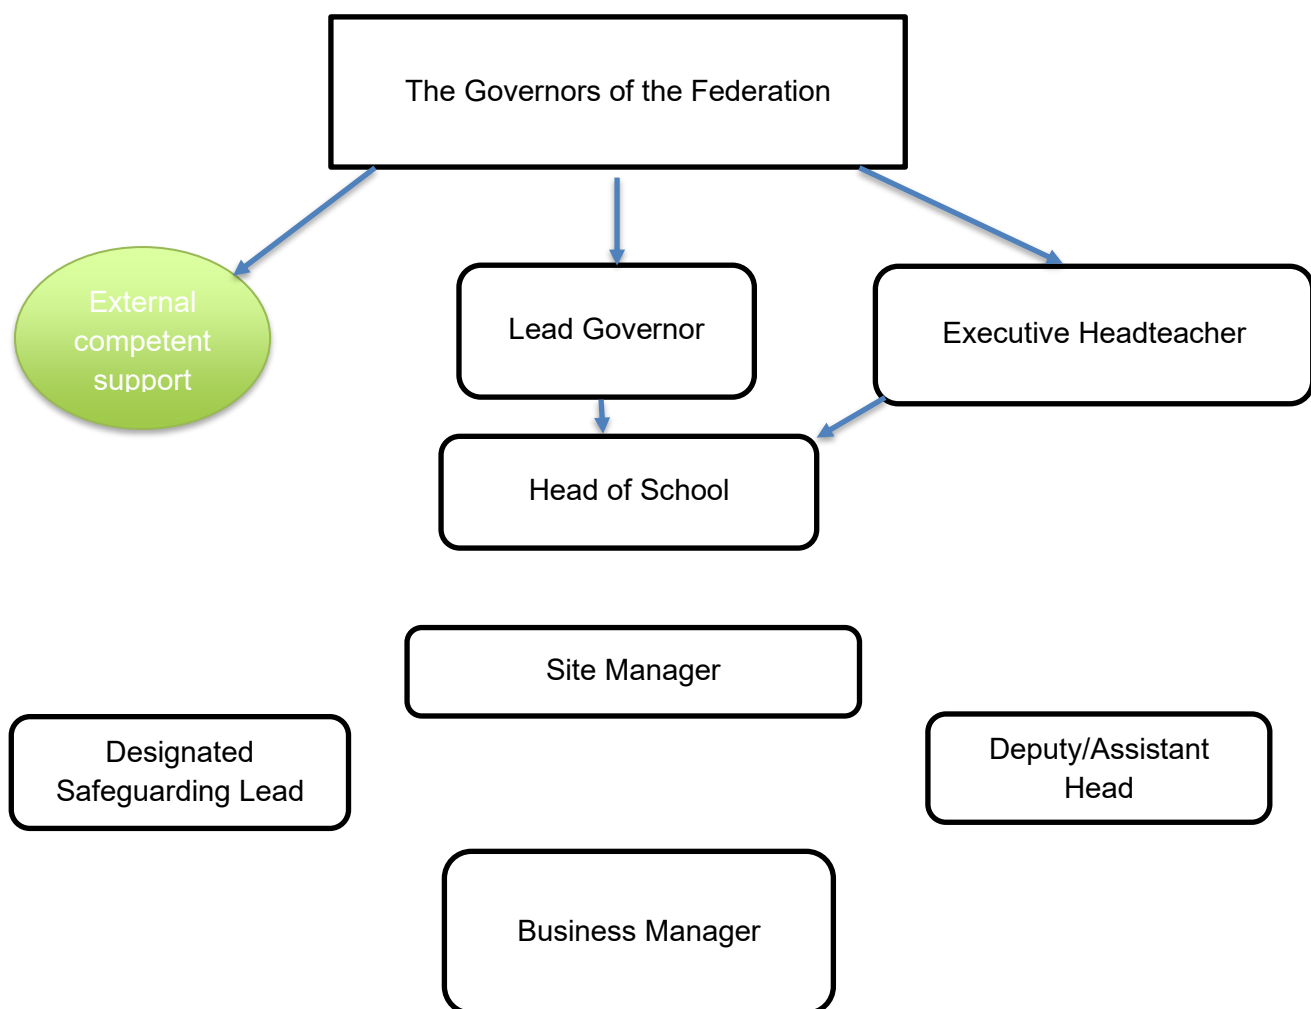 The Governors of the Federation
External
competent
support
Lead Governor
Executive Headteacher
Head of School
Site Manager
Designated
Safeguarding Lead
Deputy/Assistant
Head
Business Manager